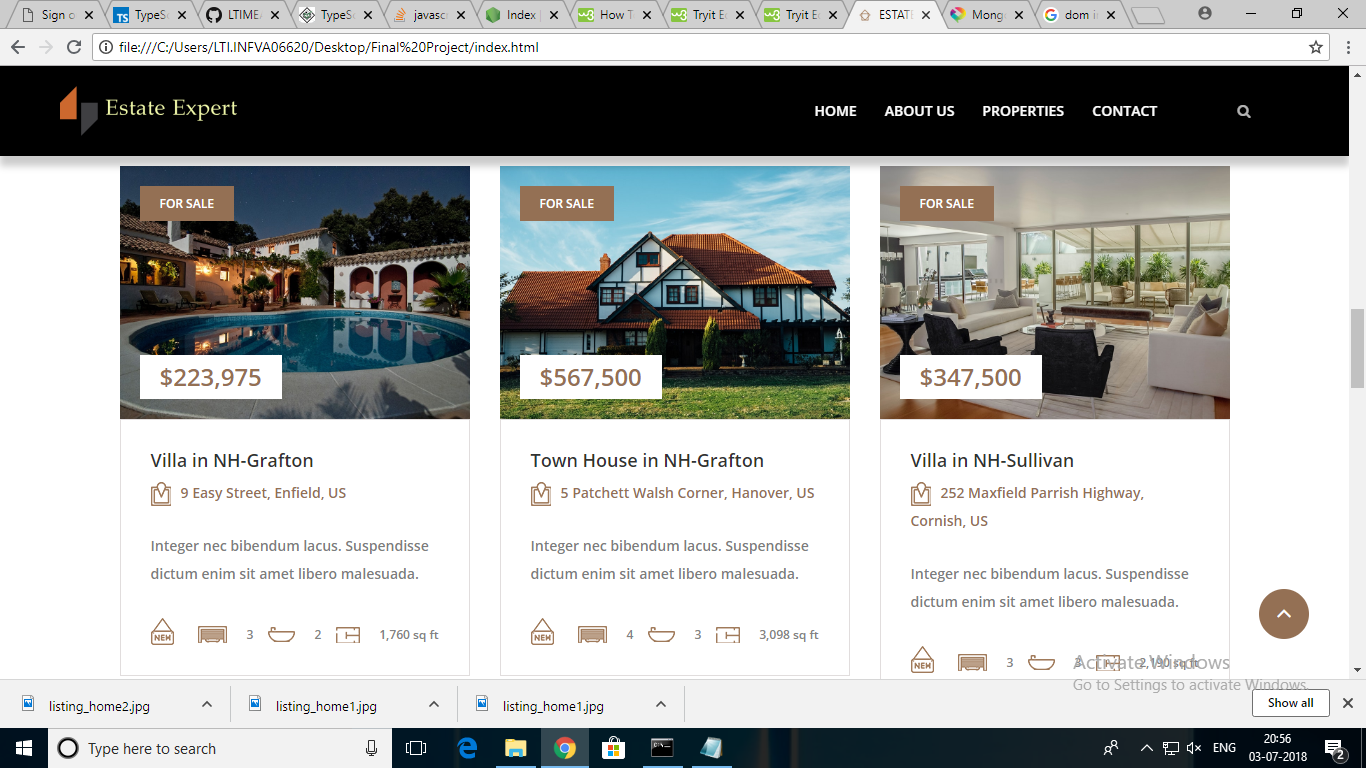 Sign o
TypeSc
LTIMEA
TypeSc
javasc
Index
How T
Tryit Ec
Tryit Ec
ESTATE
Mong
dom i
file:///C:/Users/LTI.INFVA06620/Desktop/Final%20Project/index.html
Estate Expert
HOME ABOUT US PROPERTIES CONTACT
FOR SALE
$223,975
Villa in NH-Grafton
9 Easy Street, Enfield, US
Integer nec bibendum lacus. Suspendisse
dictum enim sit amet libero malesuada.
NEW 3 2 1,760 sq ft
FOR SALE
$567,500
Town House in NH-Grafton
5 Patchett Walsh Corner, Hanover, US
Integer nec bibendum lacus. Suspendisse
dictum enim sit amet libero malesuada.
NEW 4 3 3,098 sq ft
FOR SALE
$347,500
Villa in NH-Sullivan
252 Maxfield Parrish Highway,
Cornish, US
Integer nec bibendum lacus. Suspendisse
dictum enim sit amet libero malesuada.
NEW 3 3 2,190 sq ft
Activate Windows
Go to Settings to activate Windows.
listing_home2.jpg listing_home1.jpg listing_home1.jpg Show all
Type here to search
ENG
20:56
03-07-2018
2